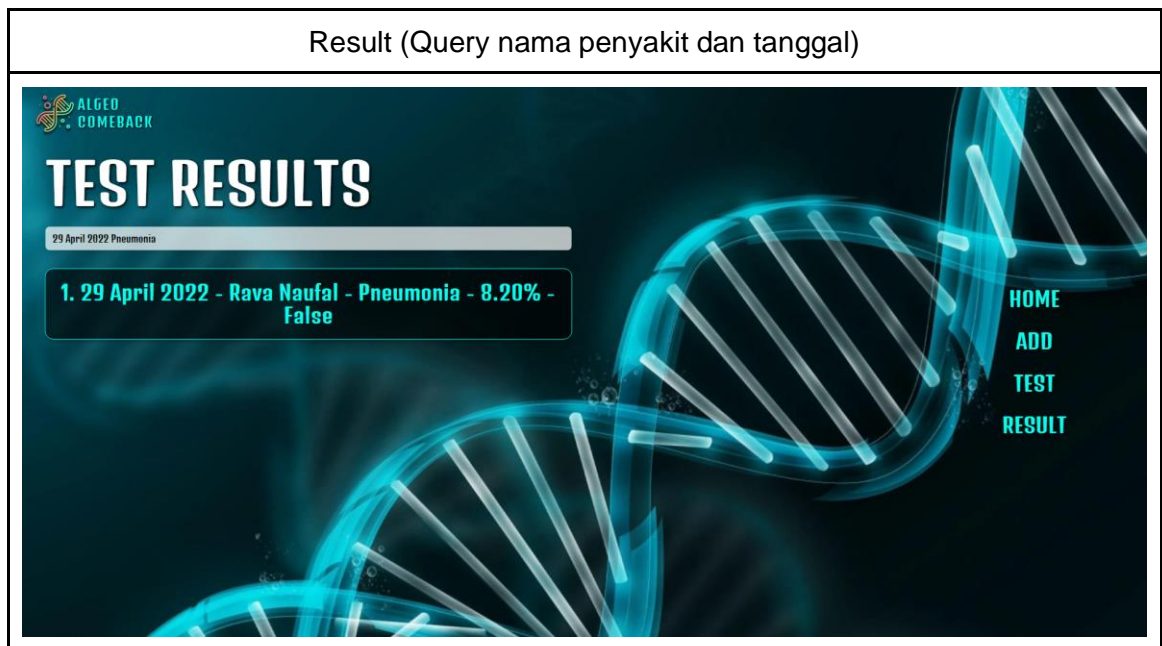 Result (Query nama penyakit dan tanggal)
ALGEO
COMEBACK
TEST RESULTS
29 April 2022 Pneumonia
1. 29 April 2022 - Rava Naufal - Pneumonia - 8.20% -
False
HOME
ADD
TEST
RESULT